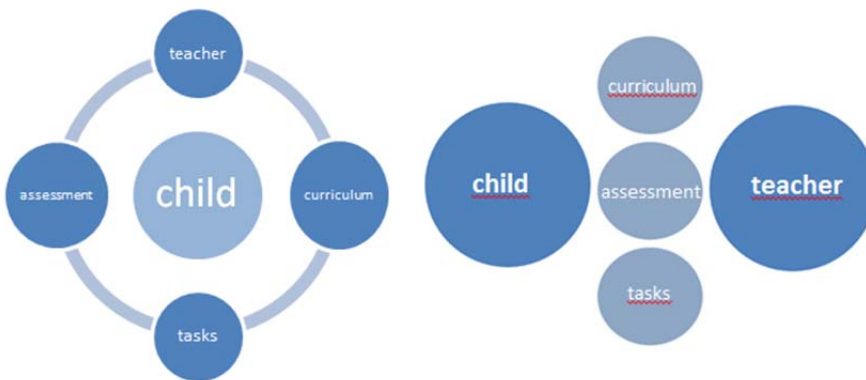 teacher
assessment
child
curriculum
tasks
curriculum
child
assessment
teacher
tasks